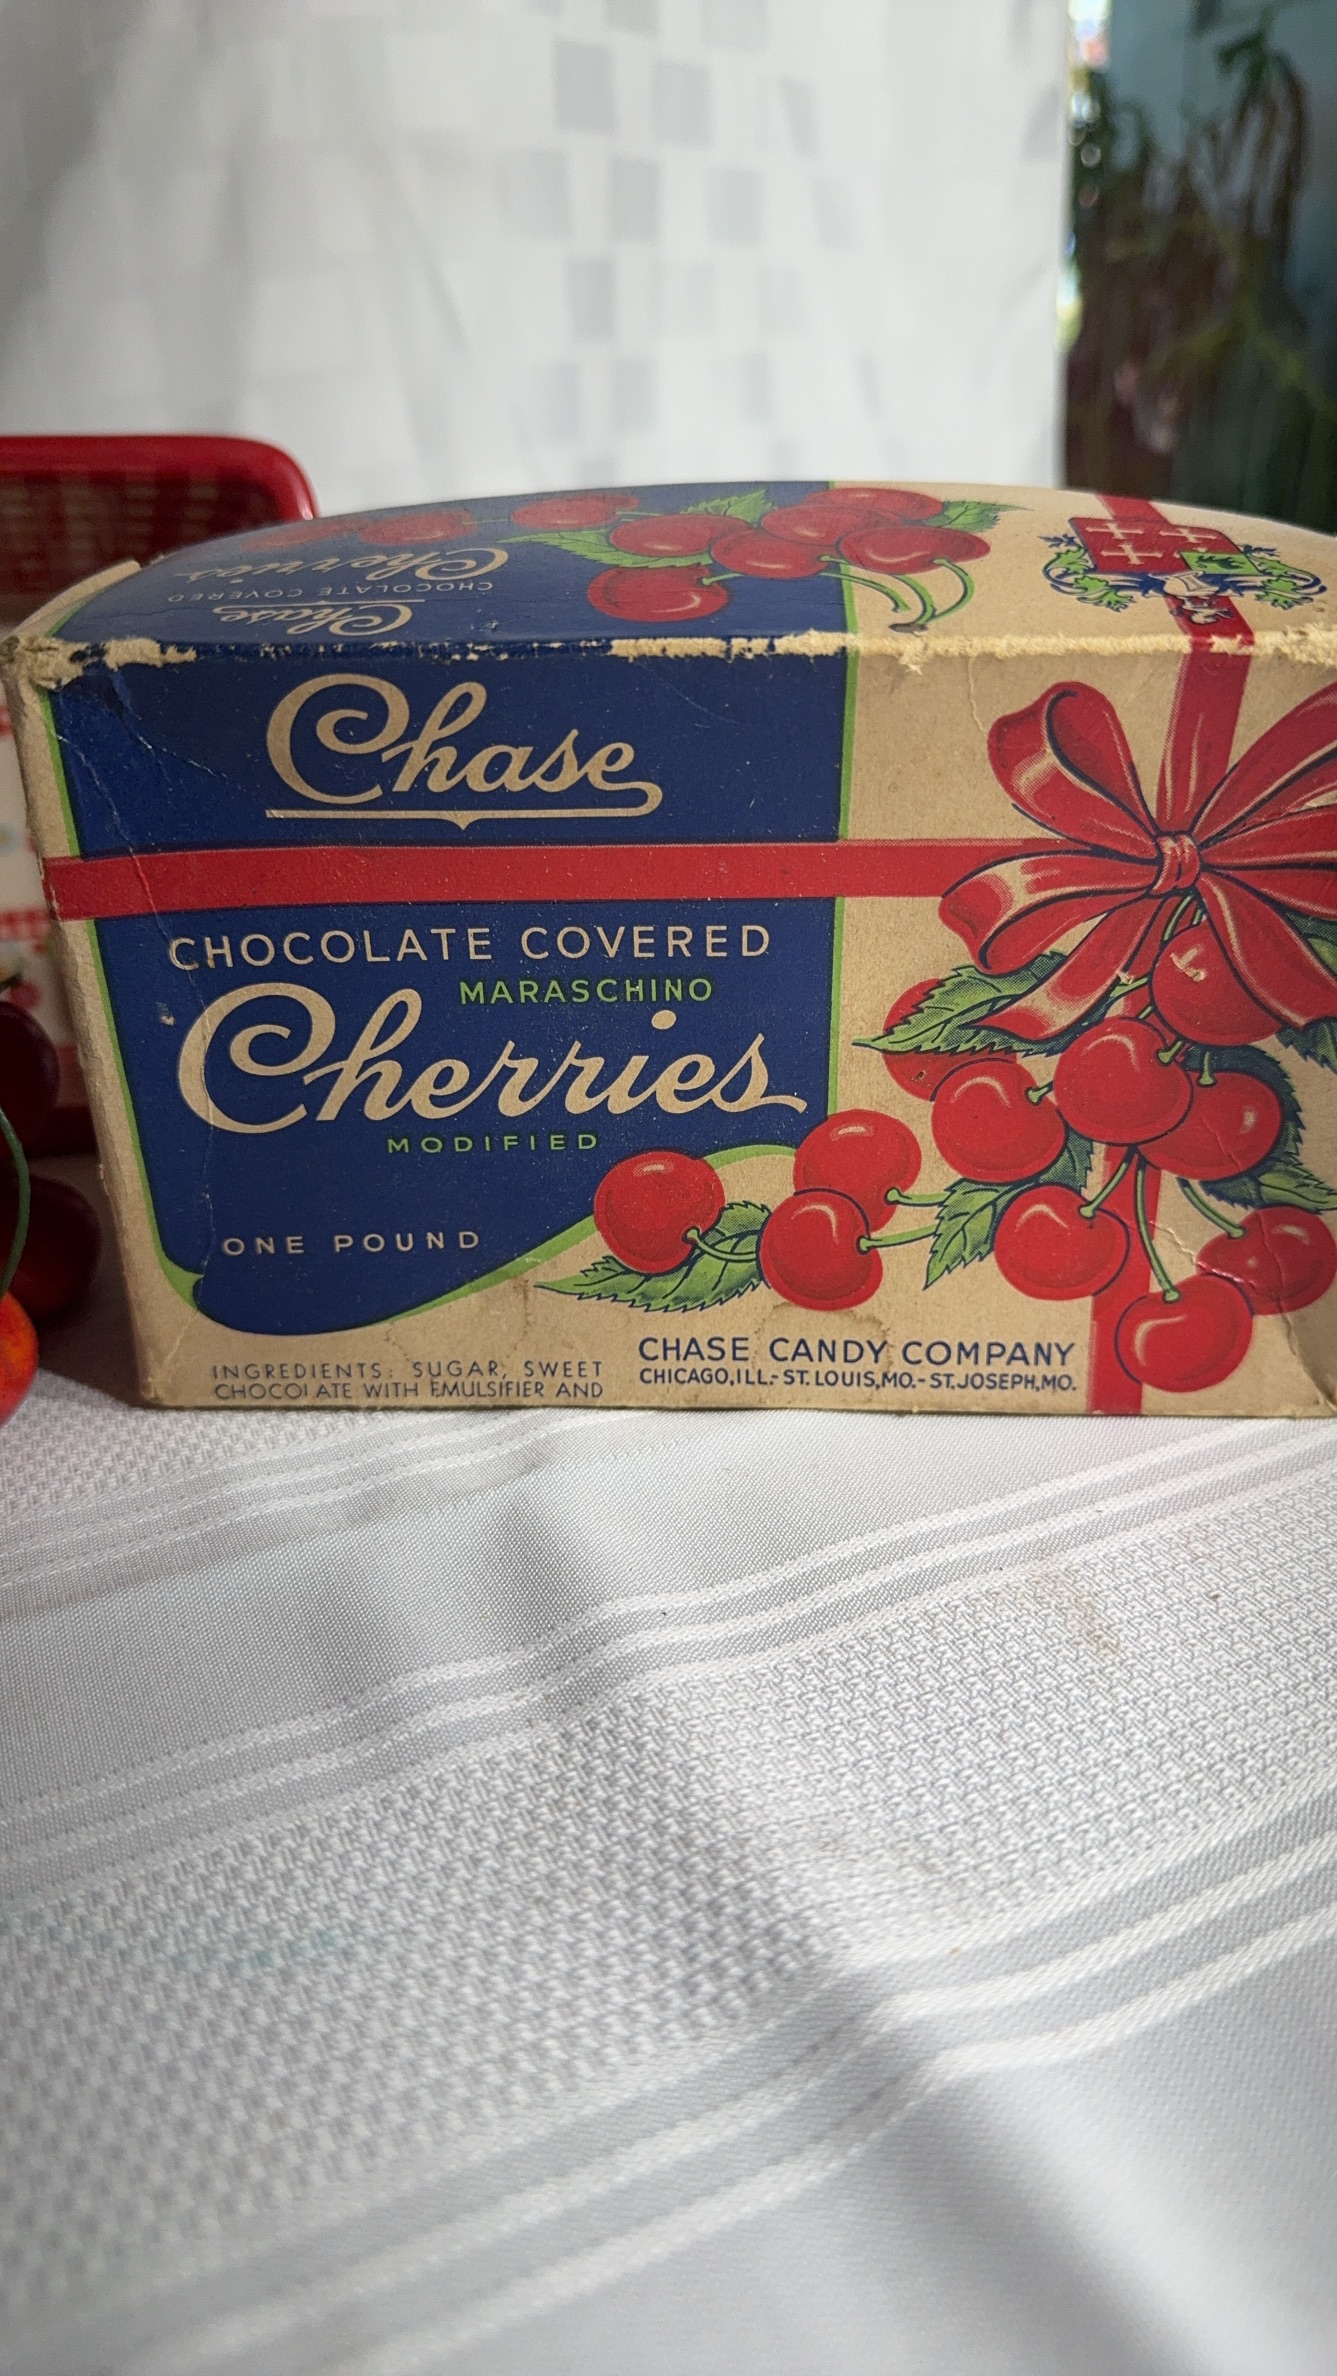 Cherries
CHOCOLATE COVERED
Chase
Chase
CHOCOLATE COVERED
MARASCHINO
Cherries
MODIFIED
ONE POUND
INGREDIENTS: SUGAR, SWEET
CHOCOLATE WITH EMULSIFIER AND
CHASE CANDY COMPANY
CHICAGO,ILL.-ST.LOUIS,MO.-ST.JOSEPH,MO.